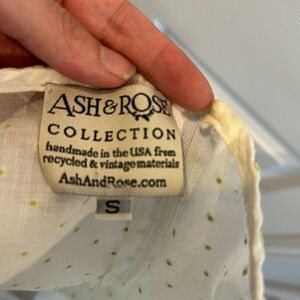 ASH & ROSE
COLLECTION
handmade in the USA from
recycled & vintage materials
AshAndRose.com
S